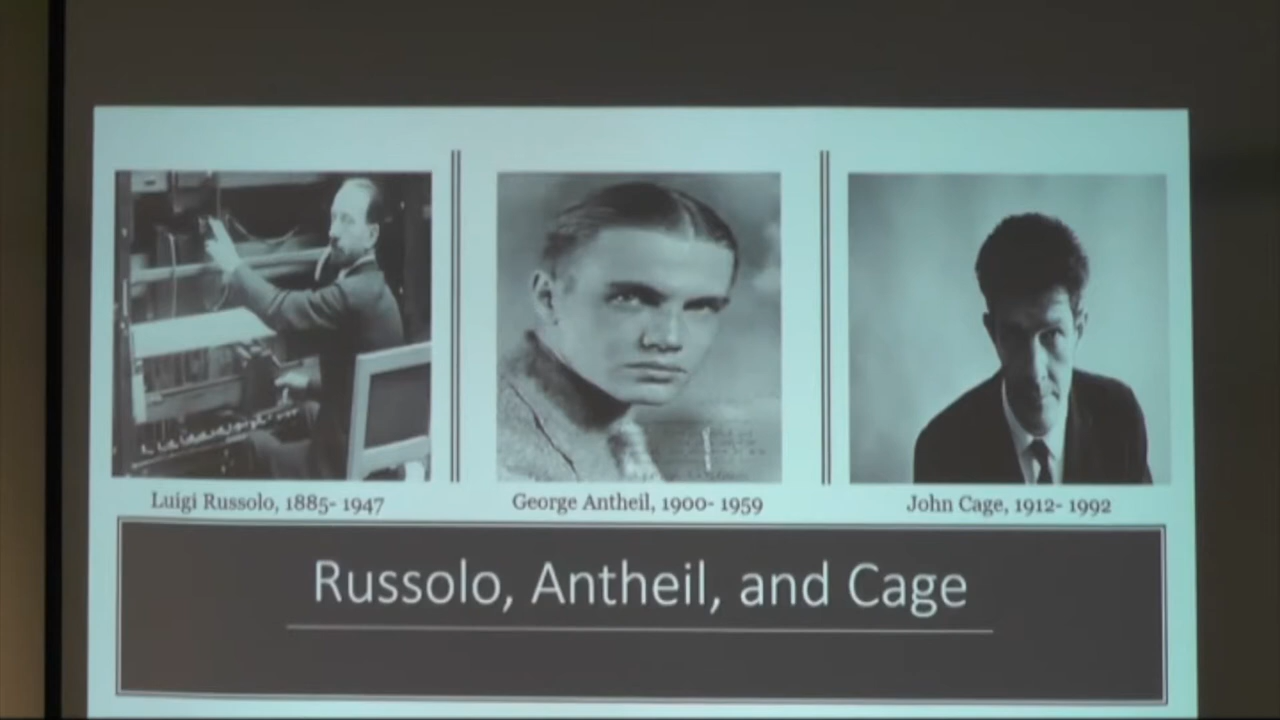 Luigi Russolo, 1885- 1947
George Antheil, 1900- 1959
John Cage, 1912- 1992
Russolo, Antheil, and Cage